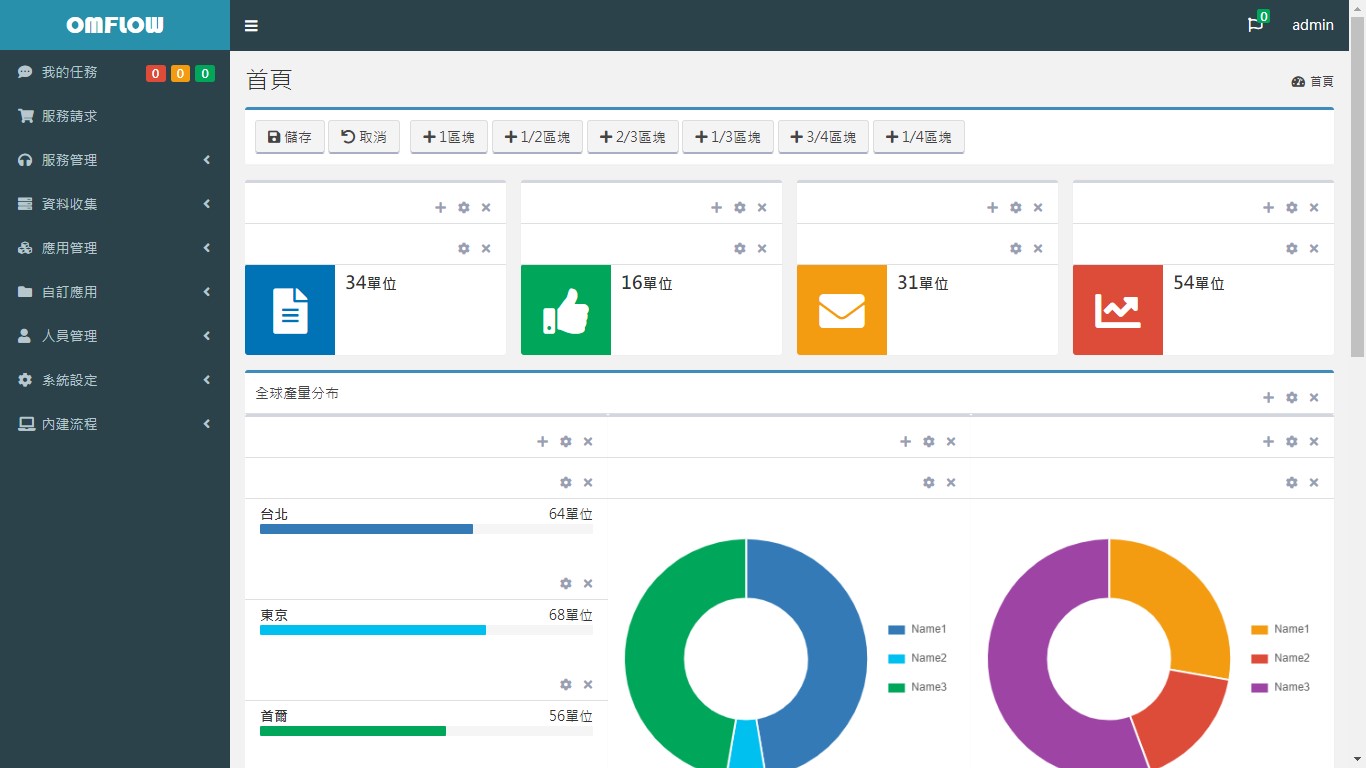 OMFLOW
0
admin
我的任務
0 0 0
服務請求
服務管理
資料收集
應用管理
自訂應用
人員管理
系統設定
內建流程
首頁
首頁
儲存 取消 1區塊 1/2區塊 2/3區塊 1/3區塊 3/4區塊 1/4區塊
34單位
16單位
31單位
54單位
全球產量分布
台北 64單位
東京 68單位
首爾 56單位
Name1
Name2
Name3
Name1
Name2
Name3